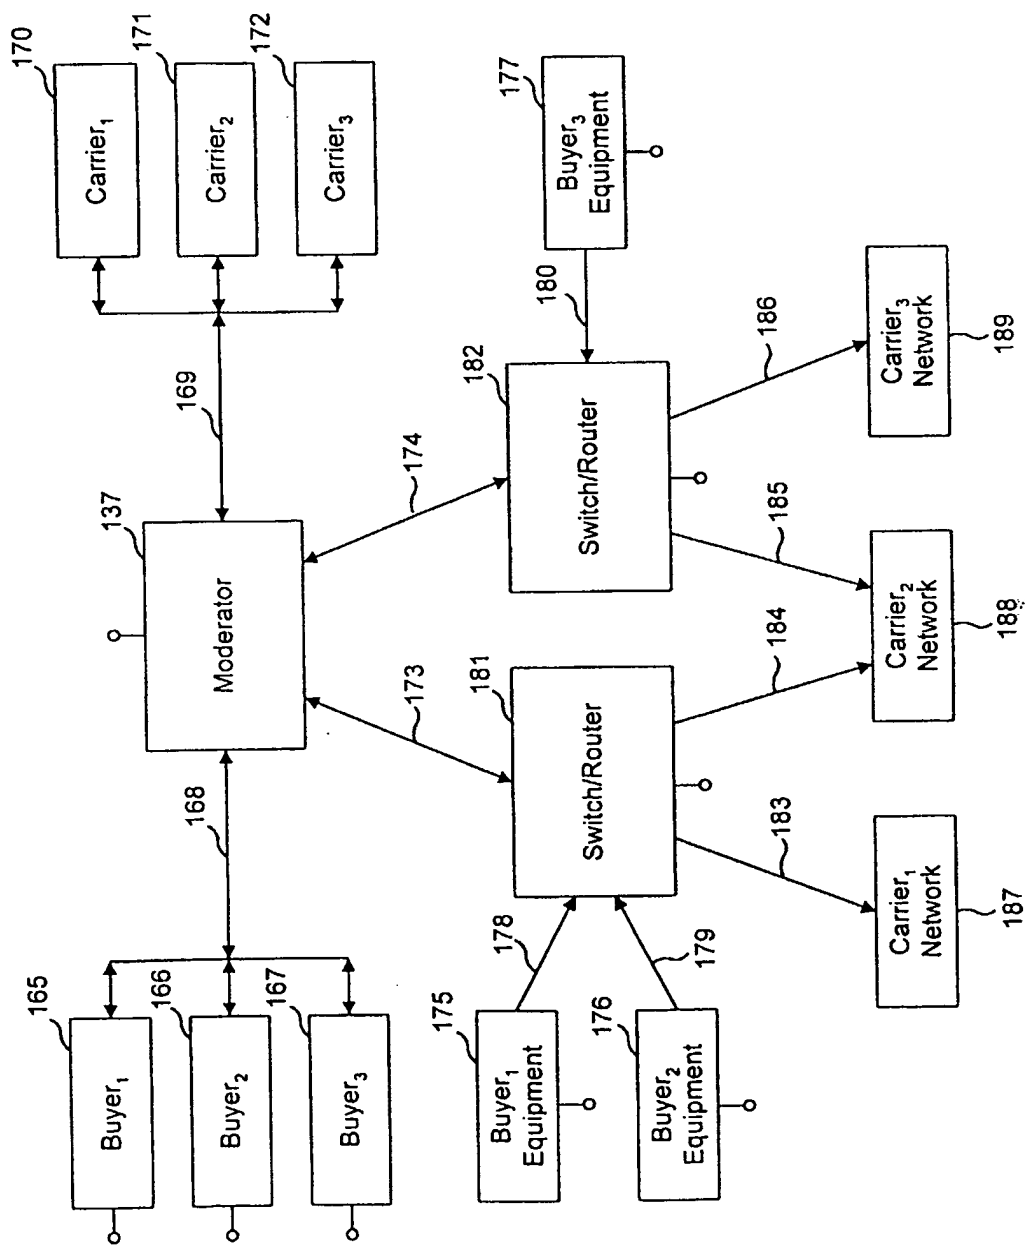 165
Buyer₁
166
Buyer₂
167
Buyer₃
168
137
Moderator
169
170
Carrier₁
171
Carrier₂
172
Carrier₃
173
174
175
Buyer₁
Equipment
176
Buyer₂
Equipment
178
179
181
Switch/Router
182
Switch/Router
180
177
Buyer₃
Equipment
183
184
185
186
Carrier₁
Network
187
Carrier₂
Network
188
Carrier₃
Network
189